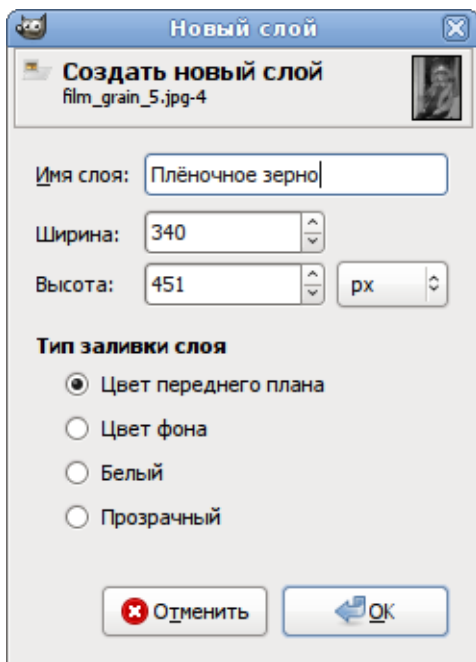 Новый слой
Создать новый слой
film_grain_5.jpg-4
Имя слоя: Плёночное зерно
Ширина: 340
Высота: 451 px
Тип заливки слоя
Цвет переднего плана
Цвет фона
Белый
Прозрачный
Отменить OK